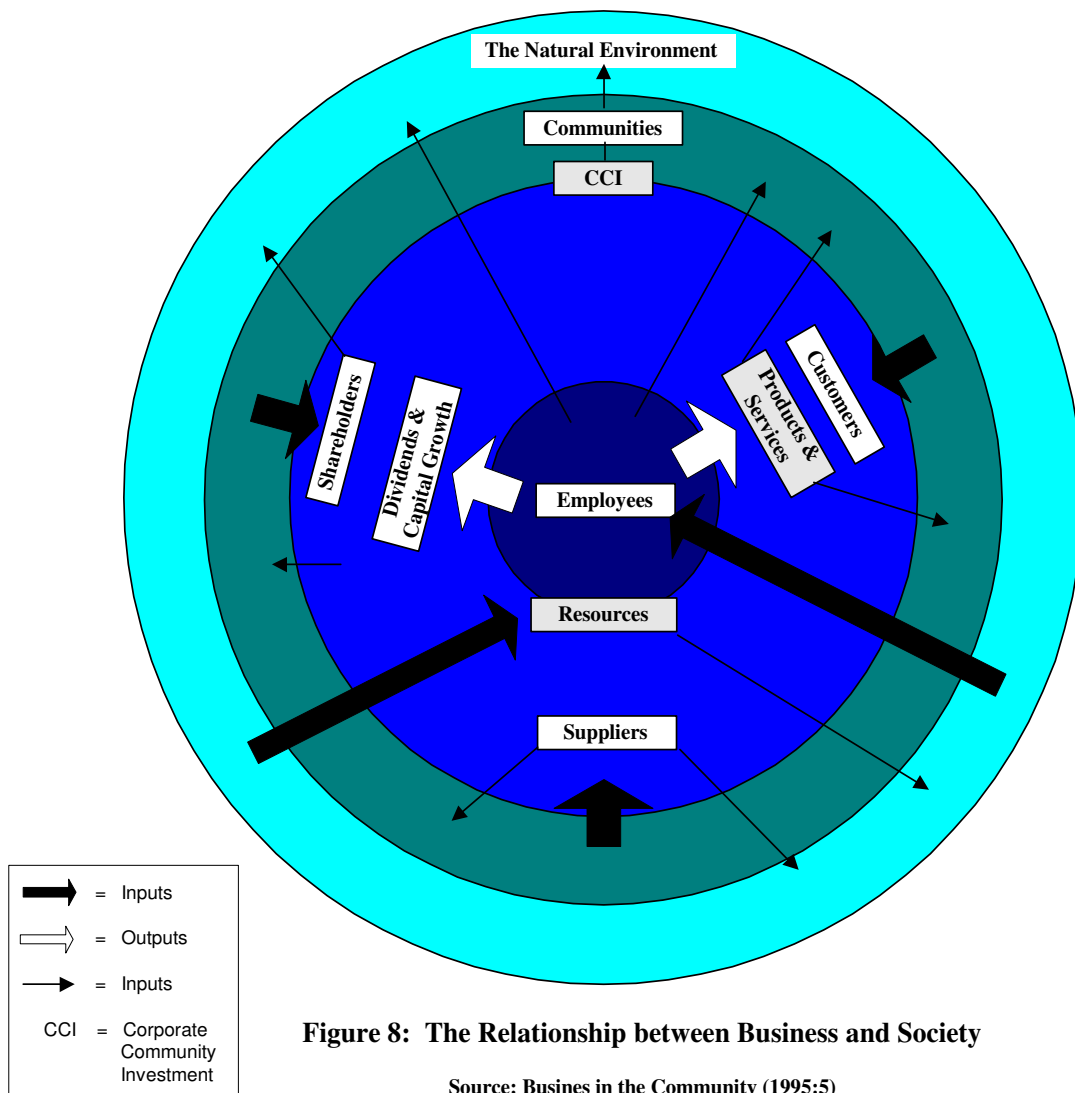 The Natural Environment
Communities
CCI
Shareholders
Dividends &
Capital Growth
Products &
Services
Customers
Employees
Resources
Suppliers
= Inputs
= Outputs
= Inputs
CCI = Corporate
Community
Investment
Figure 8: The Relationship between Business and Society
Source: Busines in the Community (1995:5)